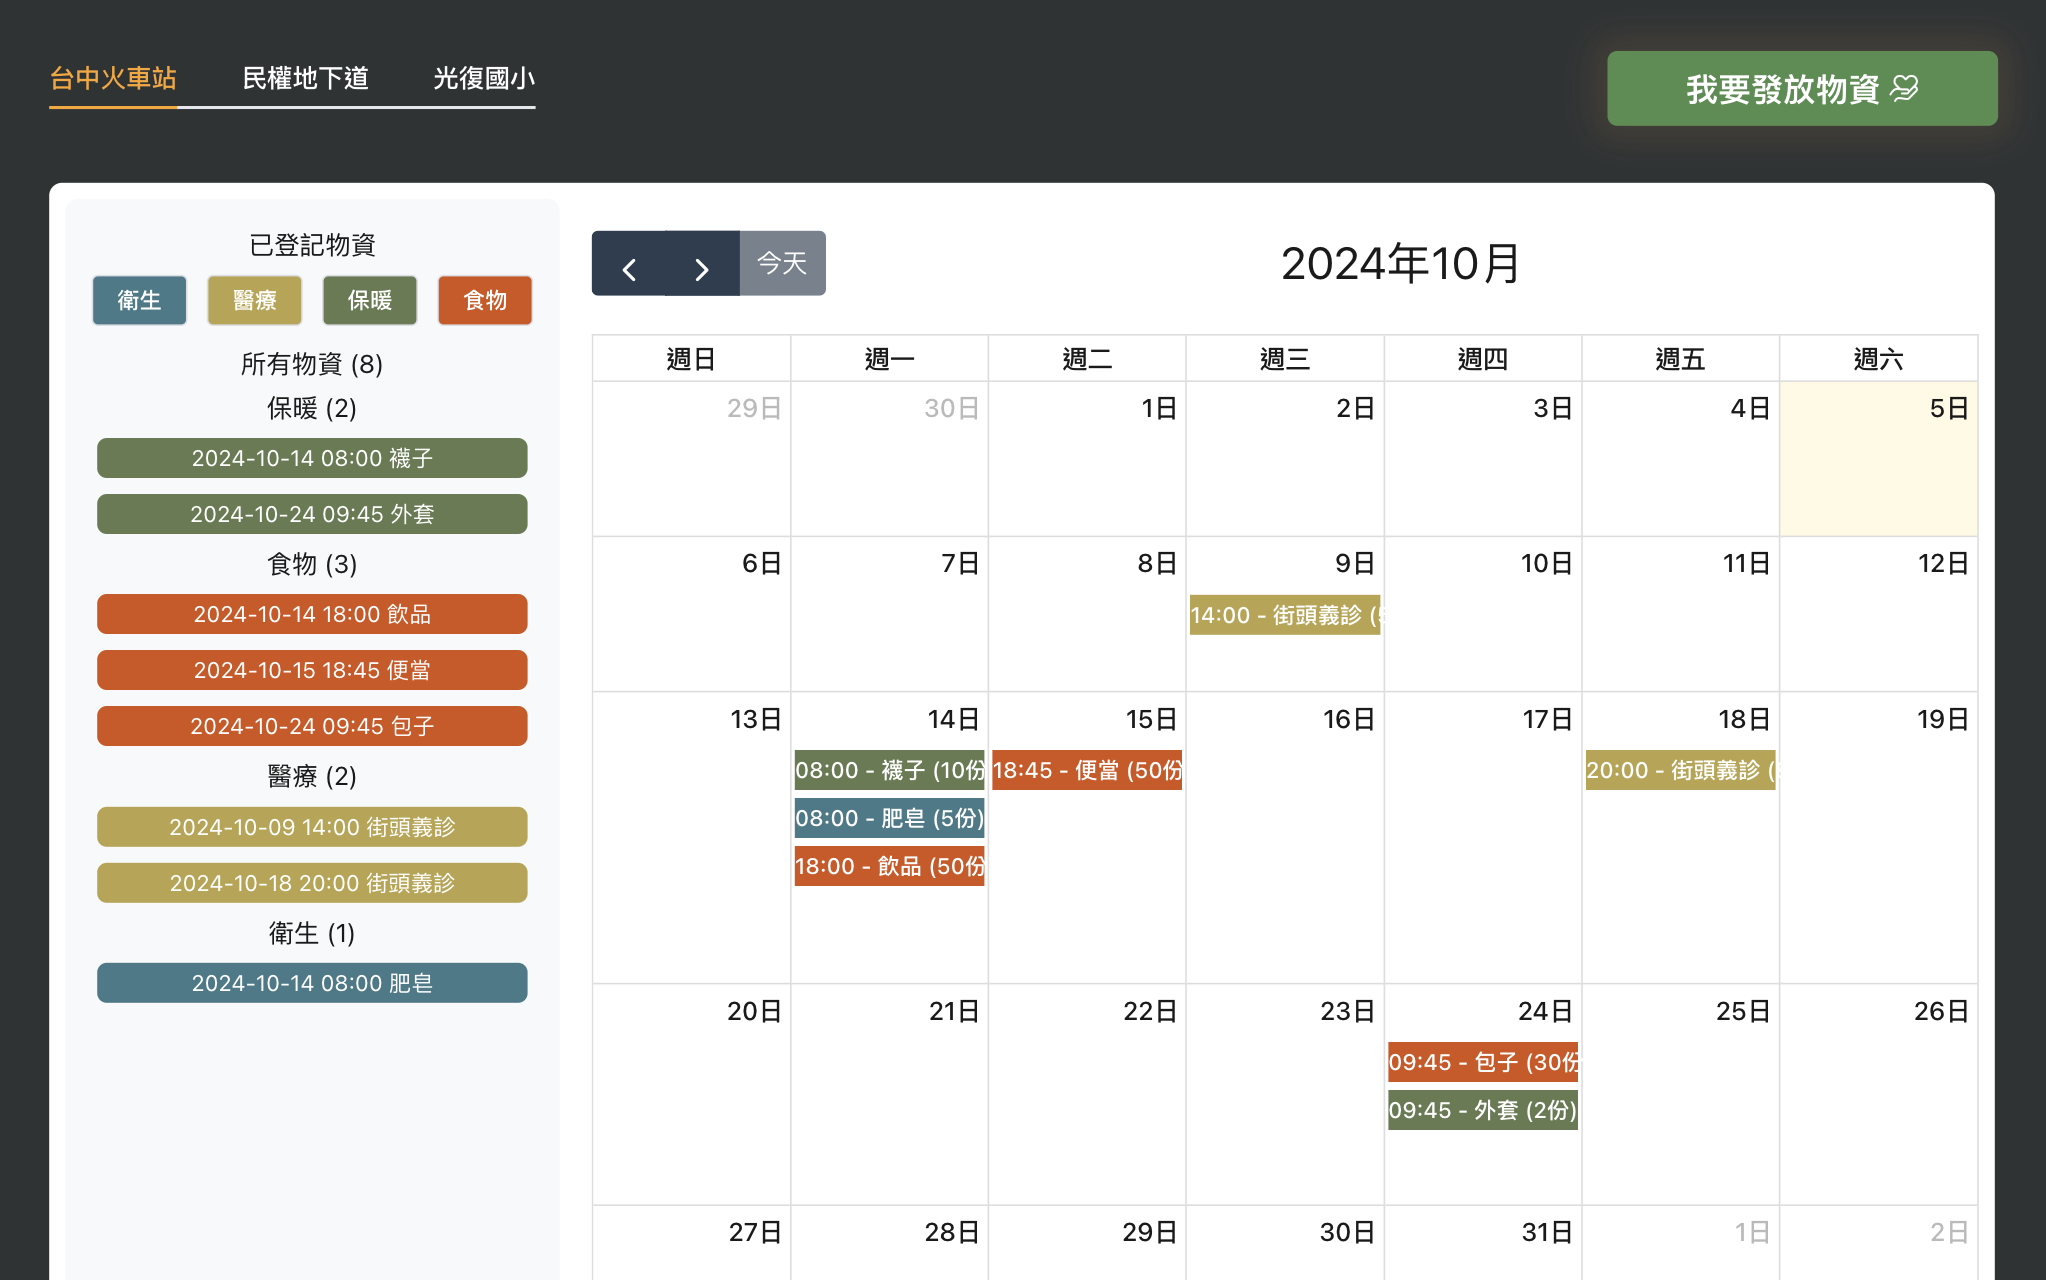 台中火車站 民權地下道 光復國小
我要發放物資
已登記物資
衛生 醫療 保暖 食物
所有物資 (8)
保暖 (2)
2024-10-14 08:00 襪子
2024-10-24 09:45 外套
食物 (3)
2024-10-14 18:00 飲品
2024-10-15 18:45 便當
2024-10-24 09:45 包子
醫療 (2)
2024-10-09 14:00 街頭義診
2024-10-18 20:00 街頭義診
衛生 (1)
2024-10-14 08:00 肥皂
今天
2024年10月
週日 週一 週二 週三 週四 週五 週六
29日 30日 1日 2日 3日 4日 5日
6日 7日 8日 9日 10日 11日 12日
14:00 - 街頭義診 (
13日 14日 15日 16日 17日 18日 19日
08:00 - 襪子 (10份 18:45 - 便當 (50份 20:00 - 街頭義診 (
08:00 - 肥皂 (5份)
18:00 - 飲品 (50份
20日 21日 22日 23日 24日 25日 26日
09:45 - 包子 (30份
09:45 - 外套 (2份)
27日 28日 29日 30日 31日 1日 2日